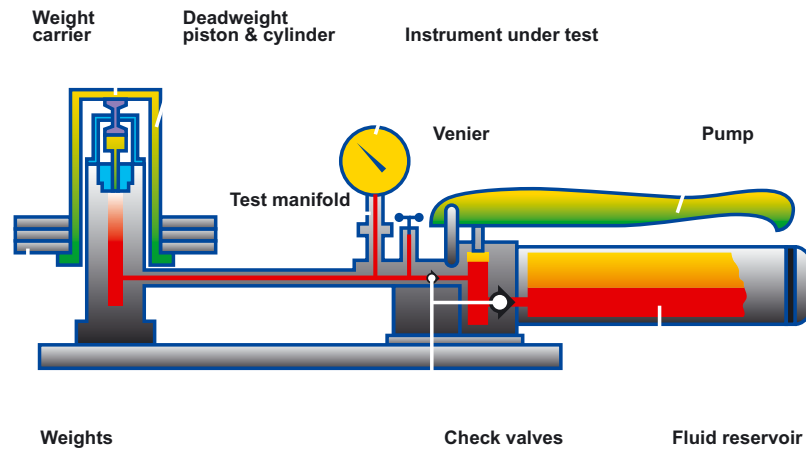 Weight
carrier
Deadweight
piston & cylinder
Instrument under test
Venier
Pump
Test manifold
Weights
Check valves
Fluid reservoir